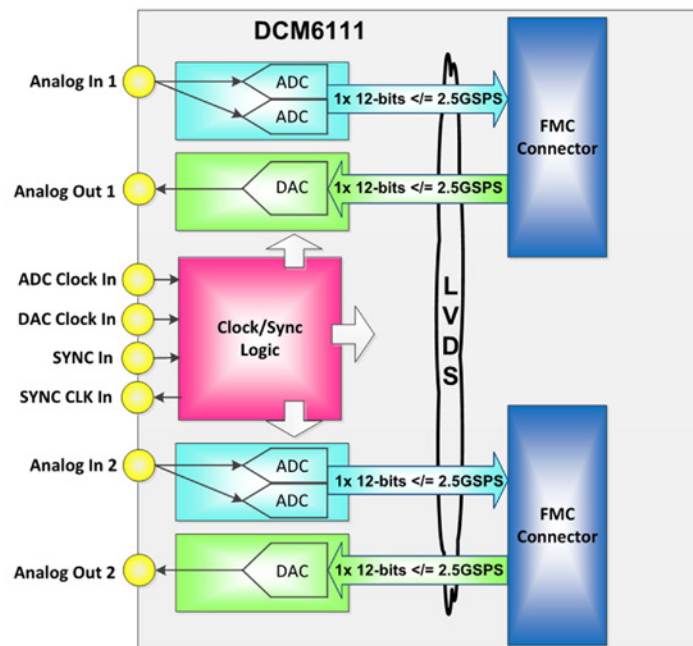 DCM6111
Analog In 1
ADC
ADC
1x 12-bits </= 2.5GSPS
FMC
Connector
Analog Out 1
DAC
1x 12-bits </= 2.5GSPS
ADC Clock In
DAC Clock In
SYNC In
SYNC CLK In
Clock/Sync
Logic
LVDS
Analog In 2
ADC
ADC
1x 12-bits </= 2.5GSPS
FMC
Connector
Analog Out 2
DAC
1x 12-bits </= 2.5GSPS